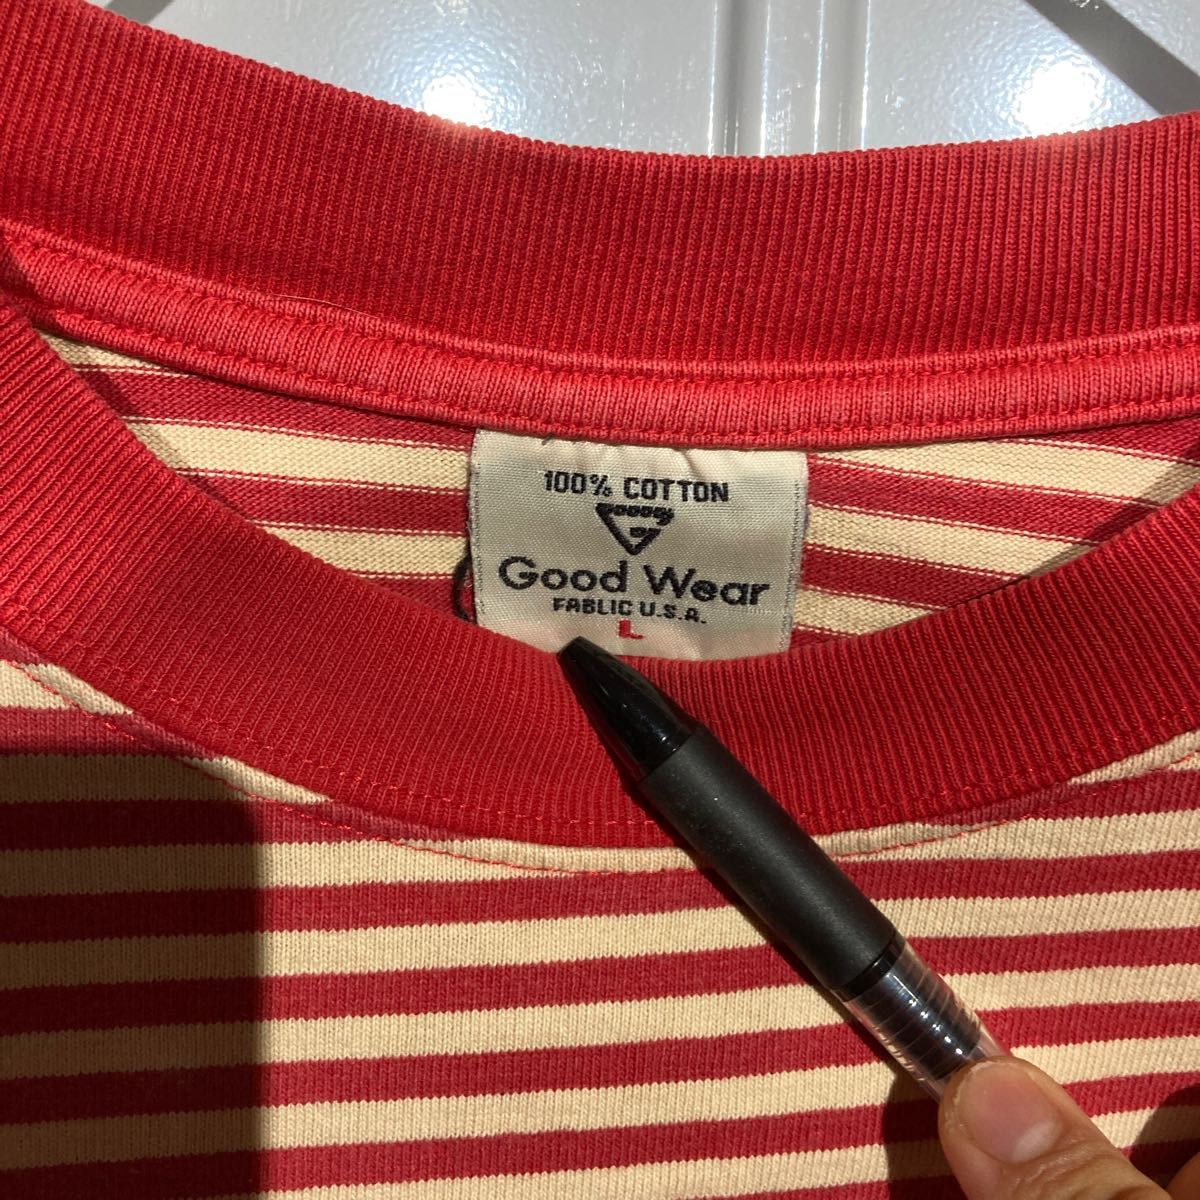 100% COTTON
Good Wear
FABLIC U.S.A.
L